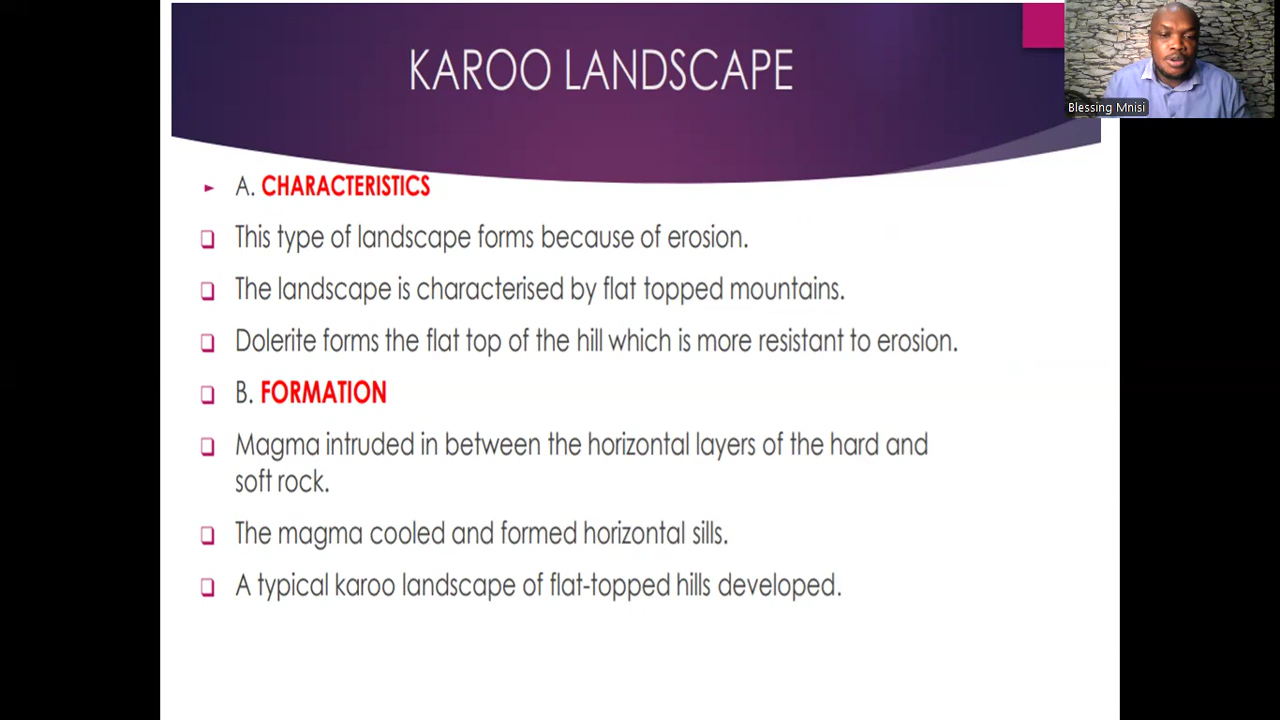 KAROO LANDSCAPE
Blessing Mnisi
A. CHARACTERISTICS
This type of landscape forms because of erosion.
The landscape is characterised by flat topped mountains.
Dolerite forms the flat top of the hill which is more resistant to erosion.
B. FORMATION
Magma intruded in between the horizontal layers of the hard and
soft rock.
The magma cooled and formed horizontal sills.
A typical karoo landscape of flat-topped hills developed.